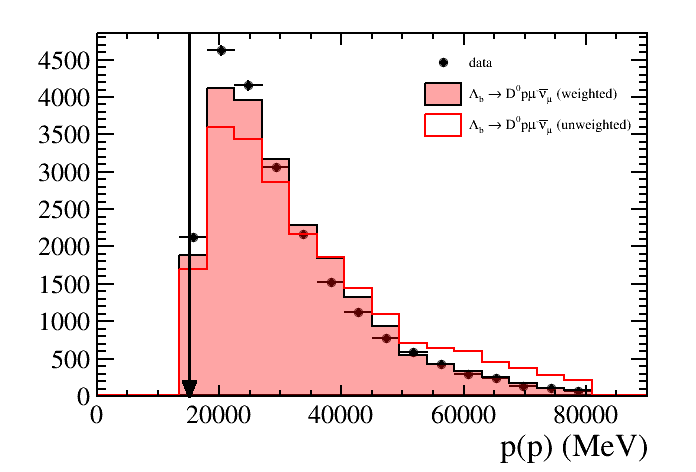 4500
4000
3500
3000
2500
2000
1500
1000
500
0
0 20000 40000 60000 80000
p(p) (MeV)
data
Λb → D⁰pμ ν̅μ (weighted)
Λb → D⁰pμ ν̅μ (unweighted)